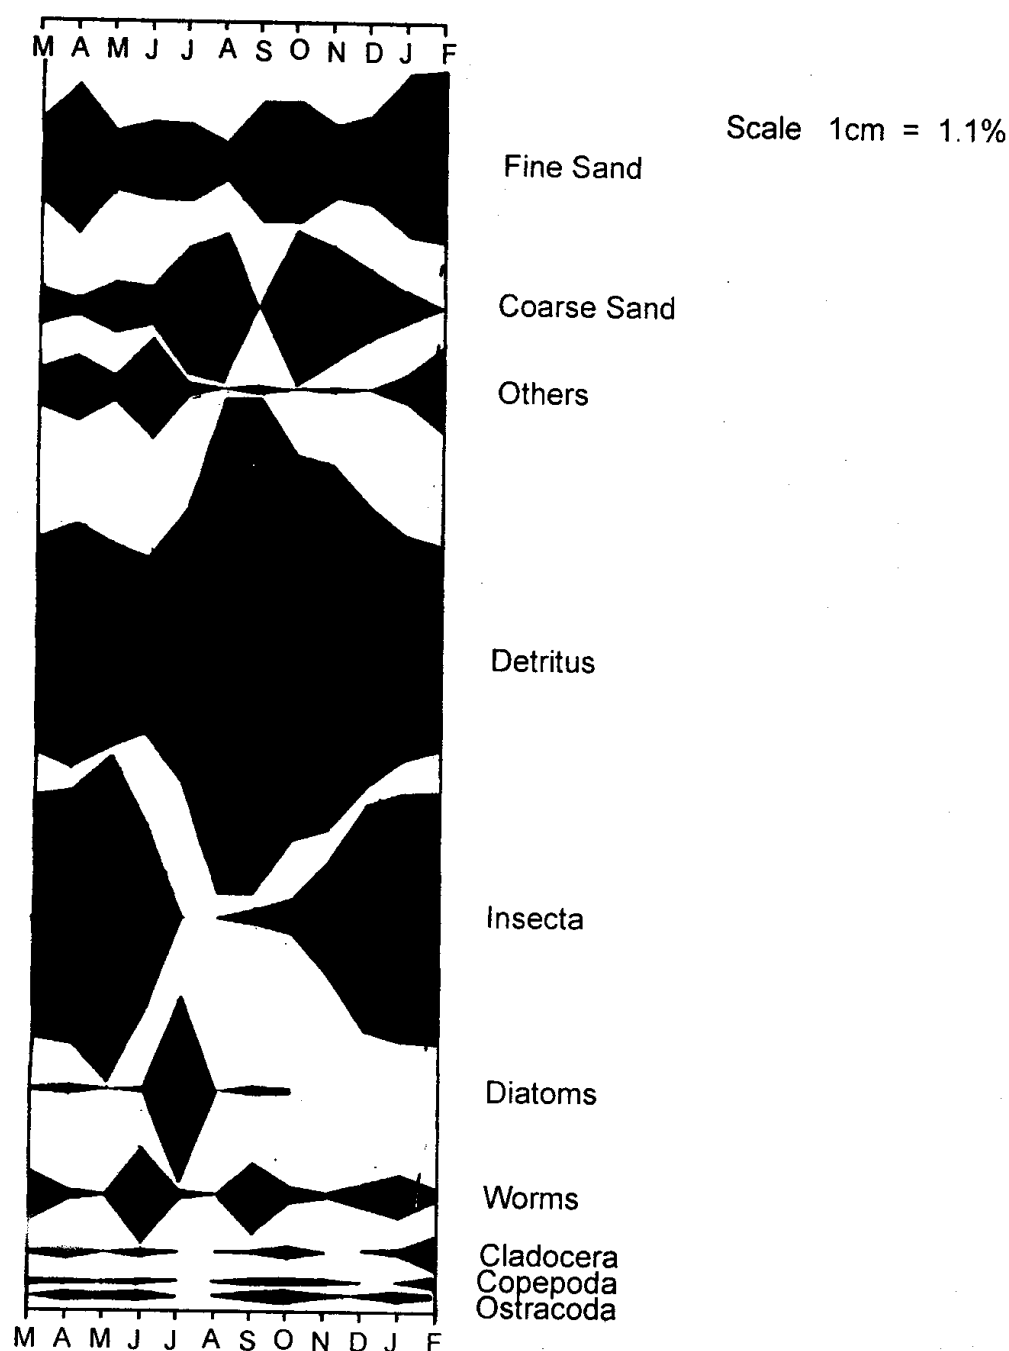 M A M J J A S O N D J F
Scale 1cm = 1.1%
Fine Sand
Coarse Sand
Others
Detritus
Insecta
Diatoms
Worms
Cladocera
Copepoda
Ostracoda
M A M J J A S O N D J F